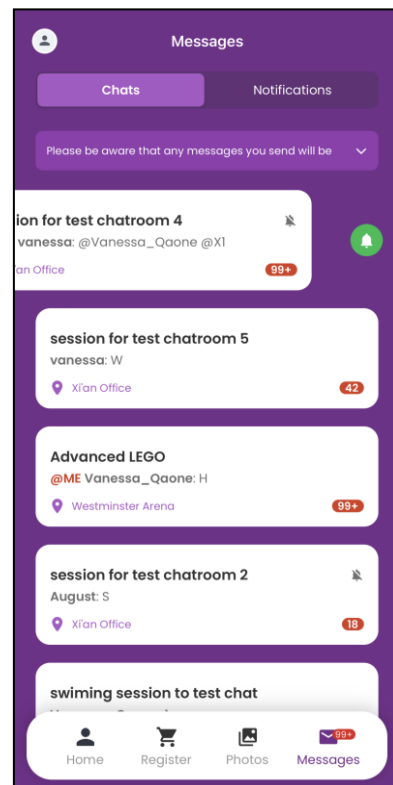 Messages
Chats
Notifications
Please be aware that any messages you send will be
ion for test chatroom 4
vanessa: @Vanessa_Qaone @X1
an Office
99+
session for test chatroom 5
vanessa: W
Xi'an Office
42
Advanced LEGO
@ME Vanessa_Qaone: H
Westminster Arena
99+
session for test chatroom 2
August: S
Xi'an Office
18
swiming session to test chat
99+
Home
Register
Photos
Messages